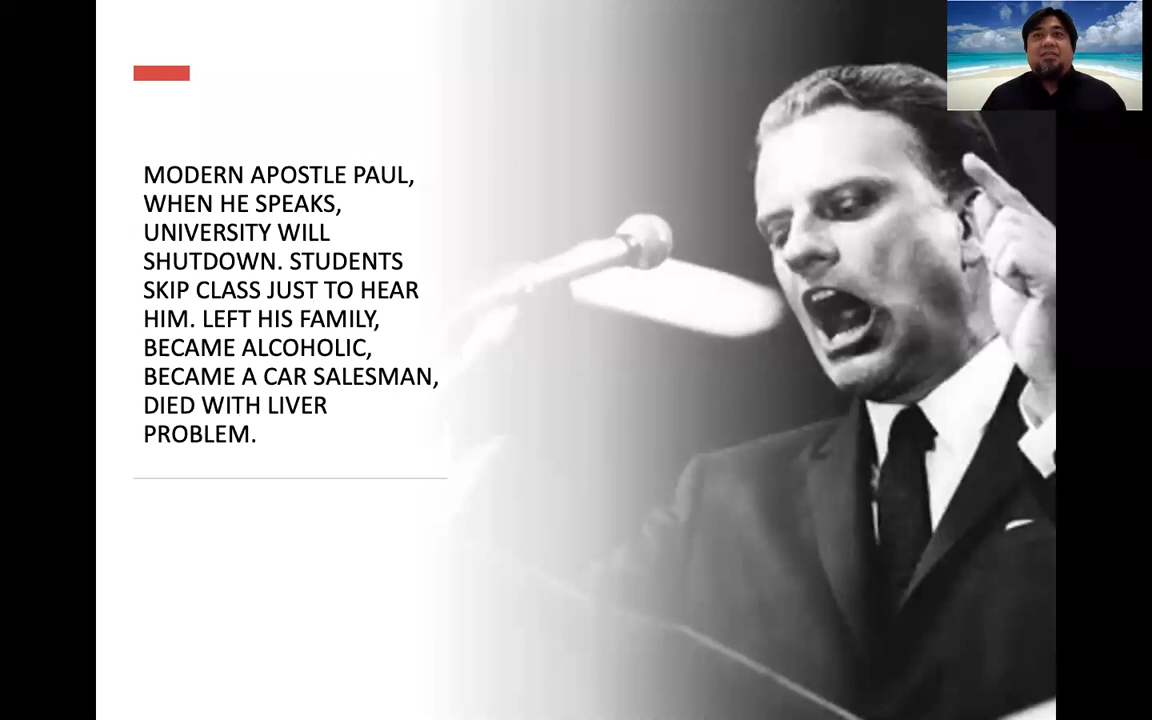 MODERN APOSTLE PAUL,
WHEN HE SPEAKS,
UNIVERSITY WILL
SHUTDOWN. STUDENTS
SKIP CLASS JUST TO HEAR
HIM. LEFT HIS FAMILY,
BECAME ALCOHOLIC,
BECAME A CAR SALESMAN,
DIED WITH LIVER
PROBLEM.